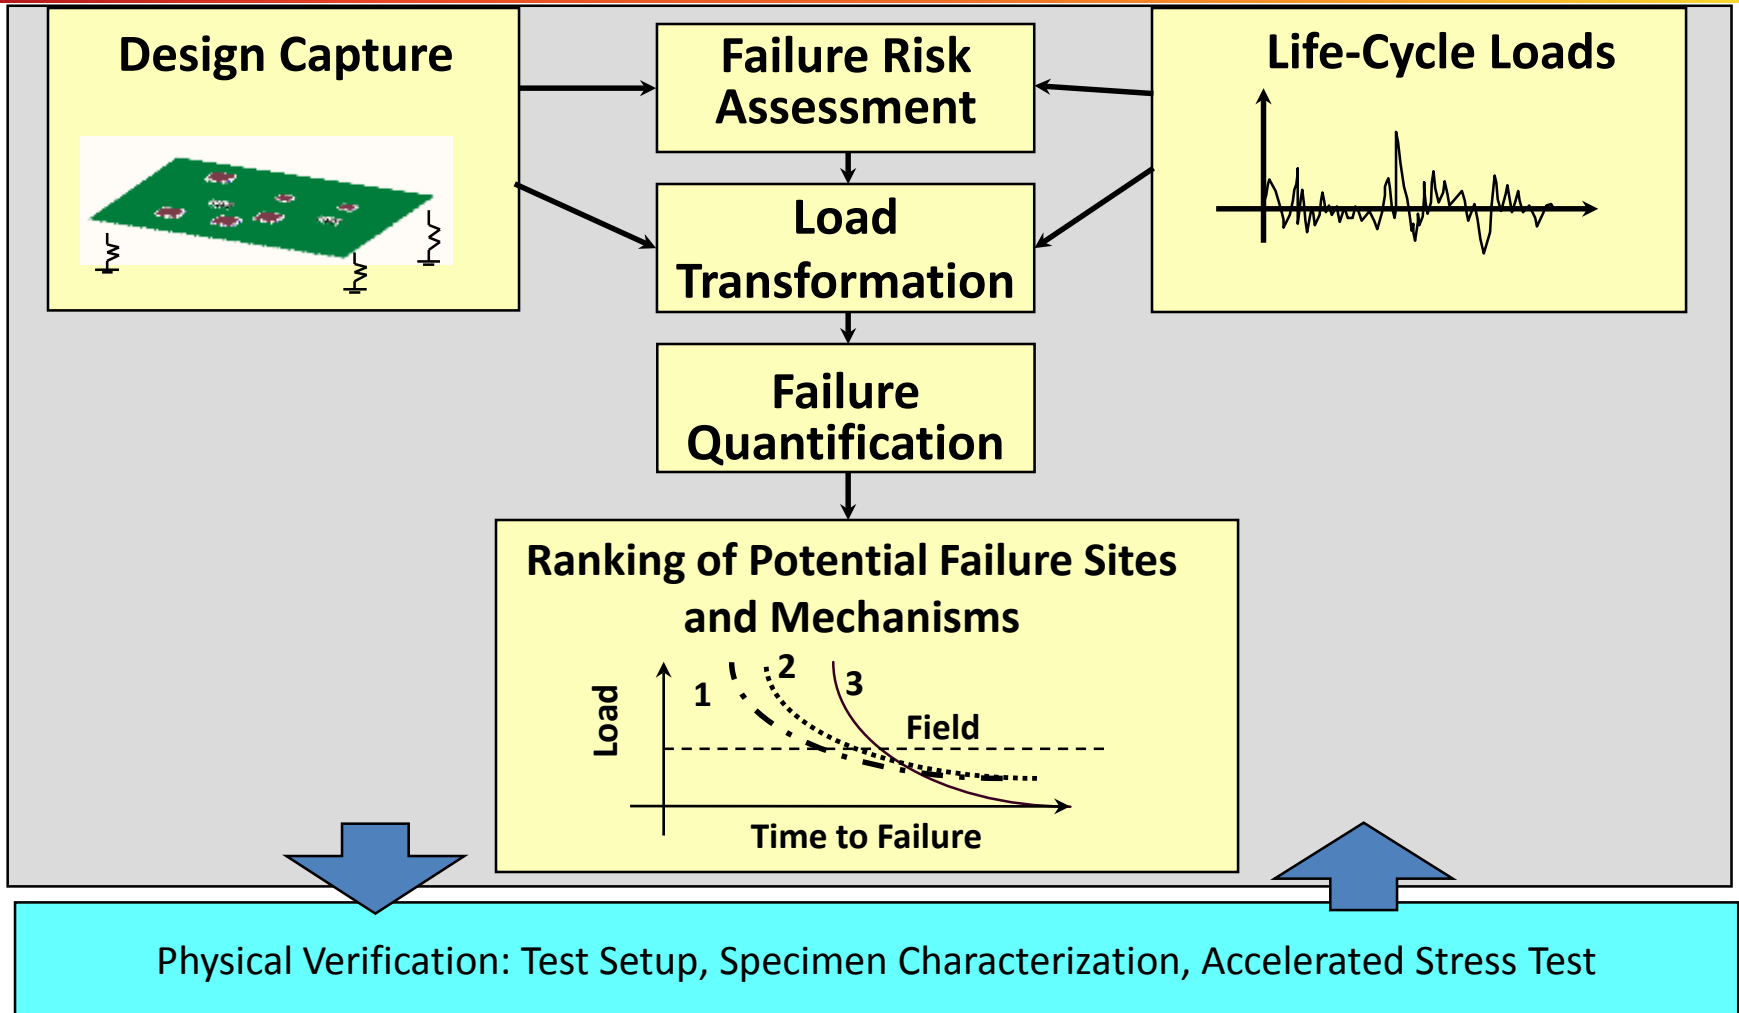 Design Capture
Failure Risk
Assessment
Life-Cycle Loads
Load
Transformation
Failure
Quantification
Ranking of Potential Failure Sites
and Mechanisms
1
2
3
Field
Load
Time to Failure
Physical Verification: Test Setup, Specimen Characterization, Accelerated Stress Test